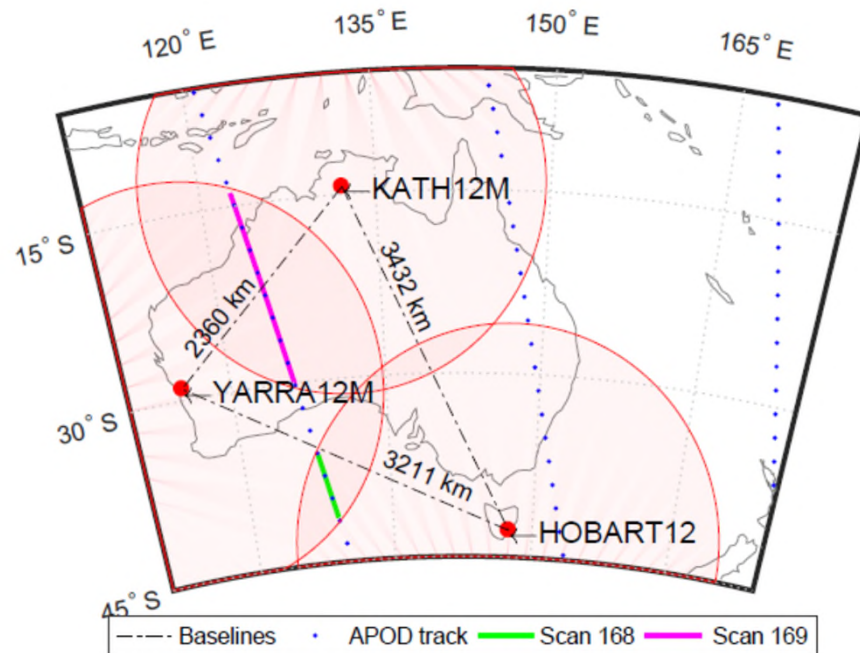 120° E
135° E
150° E
165° E
15° S
30° S
45° S
KATH12M
2360 km
3432 km
YARRA12M
3211 km
HOBART12
Baselines
APOD track
Scan 168
Scan 169